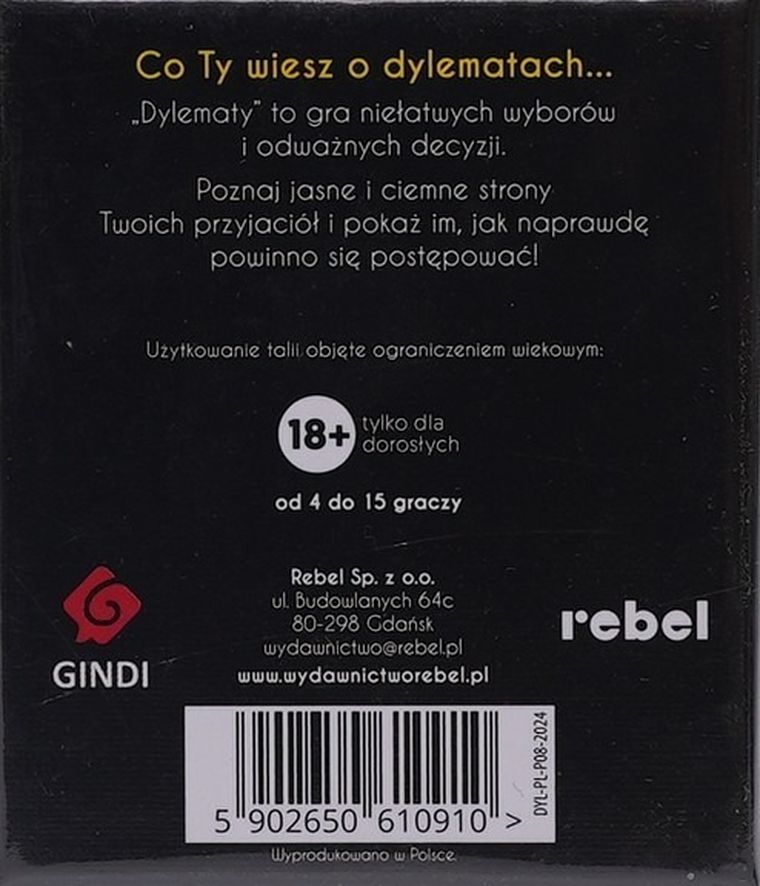 Co Ty wiesz o dylematach...
„Dylematy” to gra niełatwych wyborów
i odważnych decyzji.
Poznaj jasne i ciemne strony
Twoich przyjaciół i pokaż im, jak naprawdę
powinno się postępować!
Użytkowanie talii objęte ograniczeniem wiekowym:
18+ tylko dla
dorosłych
od 4 do 15 graczy
Rebel Sp. z o.o.
ul. Budowlanych 64c
80-298 Gdańsk
wydawnictwo@rebel.pl
www.wydawnictworebel.pl
GINDI
rebel
DYL-PL-P08-2024
5 902650 610910 >
Wyprodukowano w Polsce.